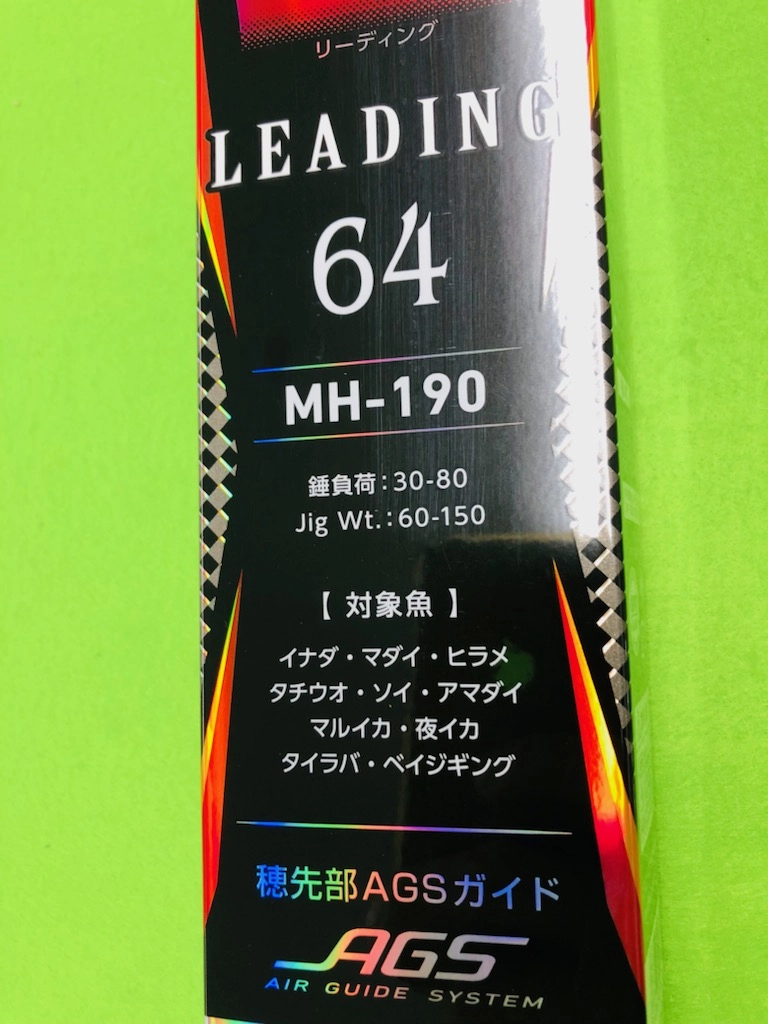 リーディング
LEADING
64
MH-190
錘負荷:30-80
Jig Wt.:60-150
【 対象魚 】
イナダ・マダイ・ヒラメ
タチウオ・ソイ・アマダイ
マルイカ・夜イカ
タイラバ・ベイジギング
穂先部AGSガイド
AGS
AIR GUIDE SYSTEM